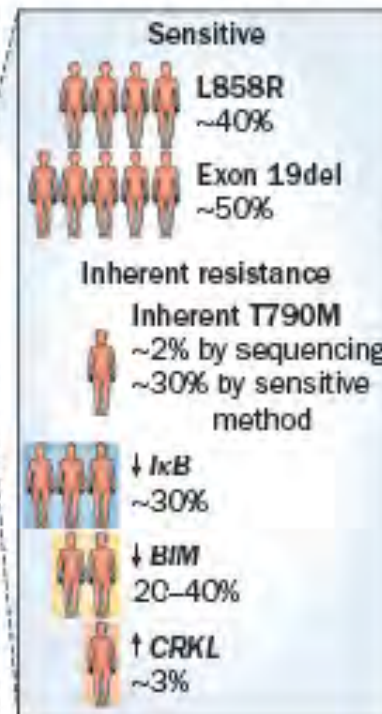 Sensitive
L858R
~40%
Exon 19del
~50%
Inherent resistance
Inherent T790M
~2% by sequencing
~30% by sensitive
method
↓ IκB
~30%
↓ BIM
20–40%
↑ CRKL
~3%